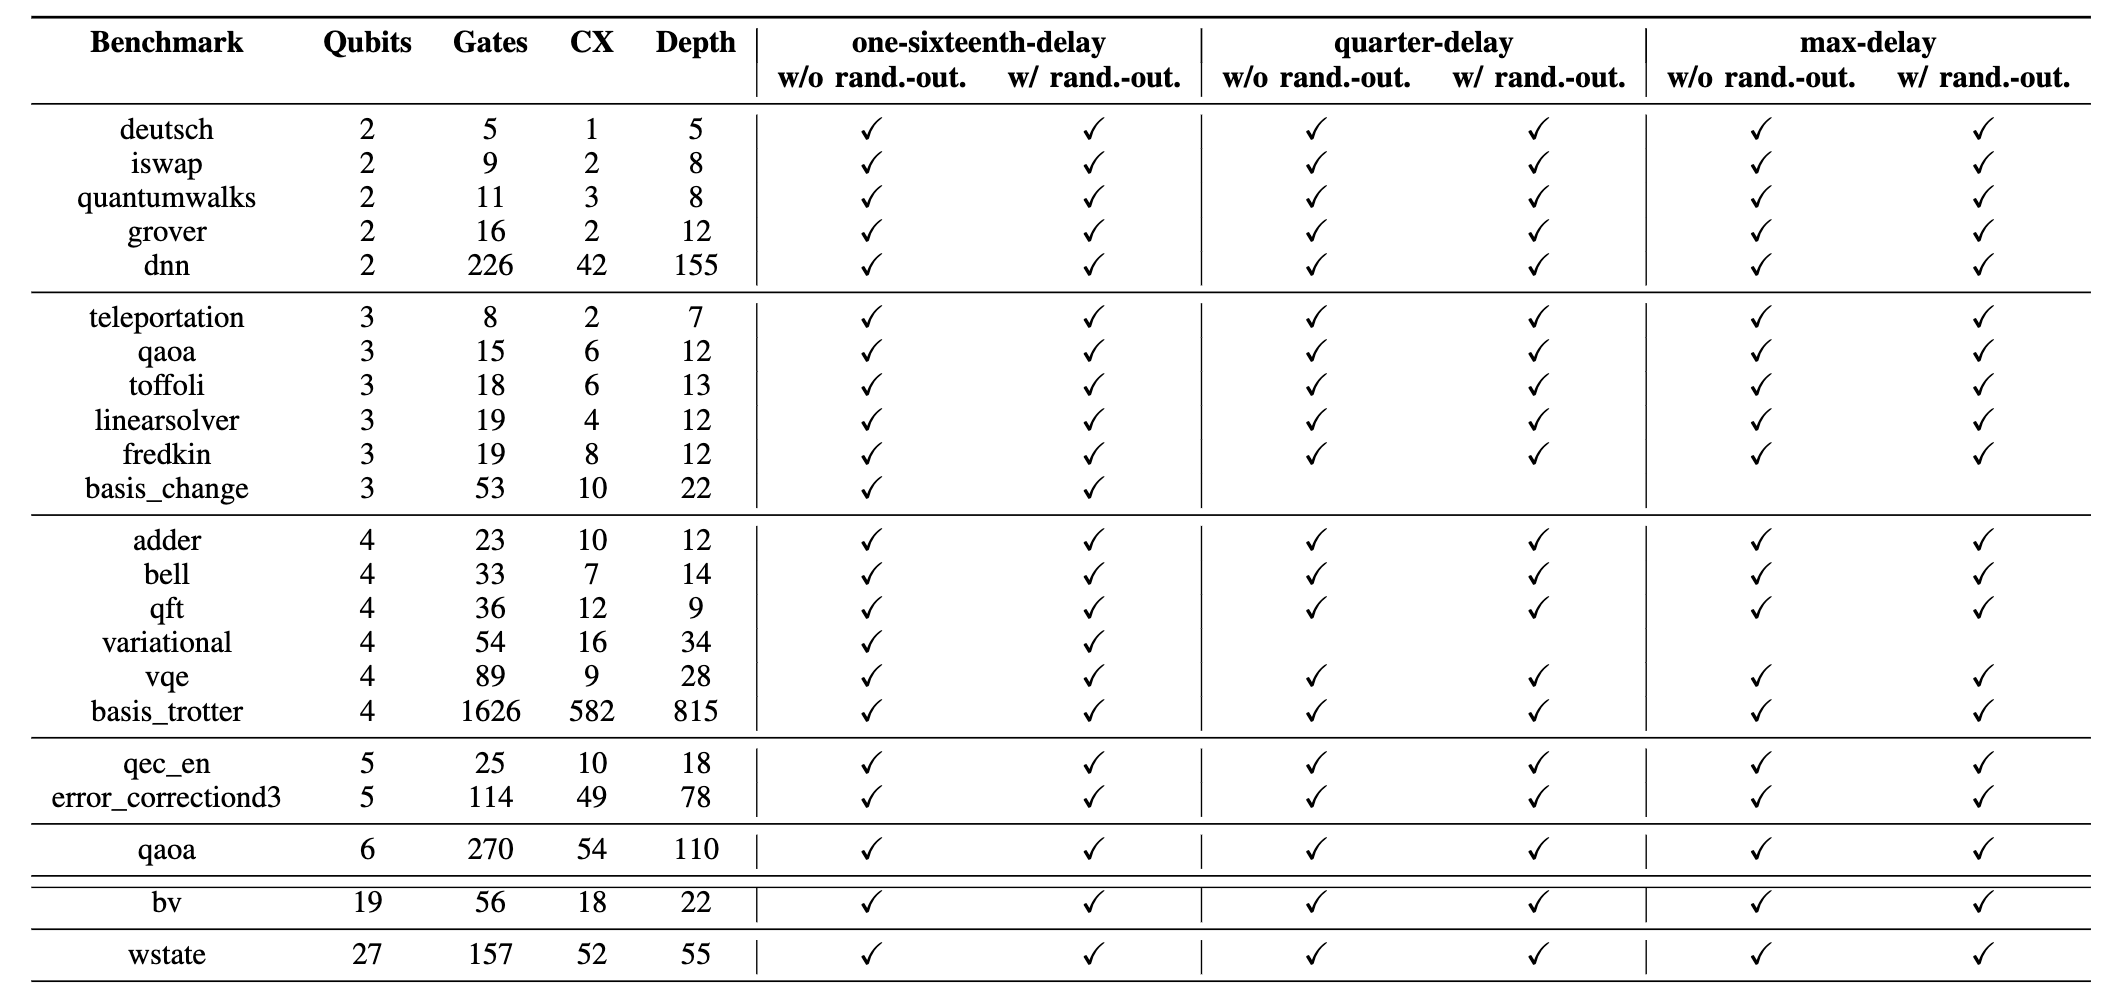 Benchmark Qubits Gates CX Depth one-sixteenth-delay quarter-delay max-delay
w/o rand.-out. w/ rand.-out. w/o rand.-out. w/ rand.-out. w/o rand.-out. w/ rand.-out.
deutsch 2 5 1 5 ✓ ✓ ✓ ✓ ✓ ✓
iswap 2 9 2 8 ✓ ✓ ✓ ✓ ✓ ✓
quantumwalks 2 11 3 8 ✓ ✓ ✓ ✓ ✓ ✓
grover 2 16 2 12 ✓ ✓ ✓ ✓ ✓ ✓
dnn 2 226 42 155 ✓ ✓ ✓ ✓ ✓ ✓
teleportation 3 8 2 7 ✓ ✓ ✓ ✓ ✓ ✓
qaoa 3 15 6 12 ✓ ✓ ✓ ✓ ✓ ✓
toffoli 3 18 6 13 ✓ ✓ ✓ ✓ ✓ ✓
linearsolver 3 19 4 12 ✓ ✓ ✓ ✓ ✓ ✓
fredkin 3 19 8 12 ✓ ✓ ✓ ✓ ✓ ✓
basis_change 3 53 10 22 ✓ ✓
adder 4 23 10 12 ✓ ✓ ✓ ✓ ✓ ✓
bell 4 33 7 14 ✓ ✓ ✓ ✓ ✓ ✓
qft 4 36 12 9 ✓ ✓ ✓ ✓ ✓ ✓
variational 4 54 16 34 ✓ ✓
vqe 4 89 9 28 ✓ ✓ ✓ ✓ ✓ ✓
basis_trotter 4 1626 582 815 ✓ ✓ ✓ ✓ ✓ ✓
qec_en 5 25 10 18 ✓ ✓ ✓ ✓ ✓ ✓
error_correctiond3 5 114 49 78 ✓ ✓ ✓ ✓ ✓ ✓
qaoa 6 270 54 110 ✓ ✓ ✓ ✓ ✓ ✓
bv 19 56 18 22 ✓ ✓ ✓ ✓ ✓ ✓
wstate 27 157 52 55 ✓ ✓ ✓ ✓ ✓ ✓